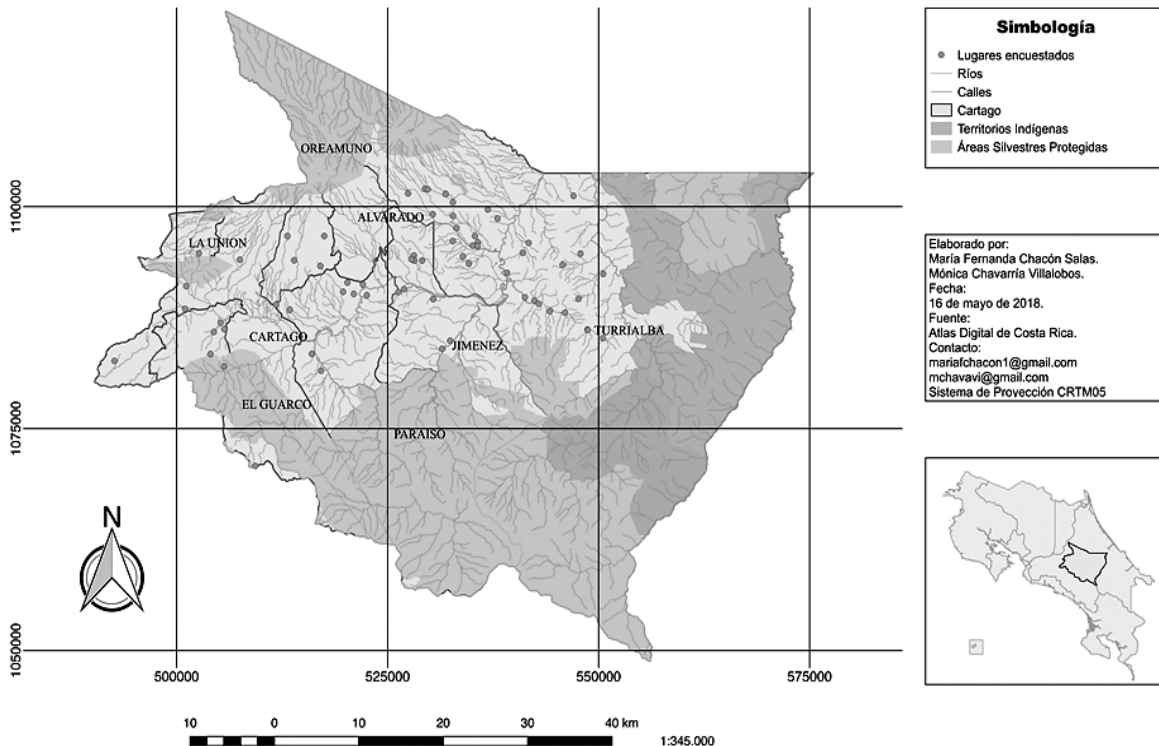 OREAMUNO
ALVARADO
LA UNION
CARTAGO
TURRIALBA
JIMENEZ
EL GUARCO
PARAISO
1100000
1075000
1050000
500000
525000
550000
575000
N
10 0 10 20 30 40 km
1:345.000
Simbología
Lugares encuestados
Ríos
Calles
Cartago
Territorios Indígenas
Áreas Silvestres Protegidas
Elaborado por:
María Fernanda Chacón Salas.
Mónica Chavarría Villalobos.
Fecha:
16 de mayo de 2018.
Fuente:
Atlas Digital de Costa Rica.
Contacto:
mariafchacon1@gmail.com
mchavavi@gmail.com
Sistema de Proyección CRTM05